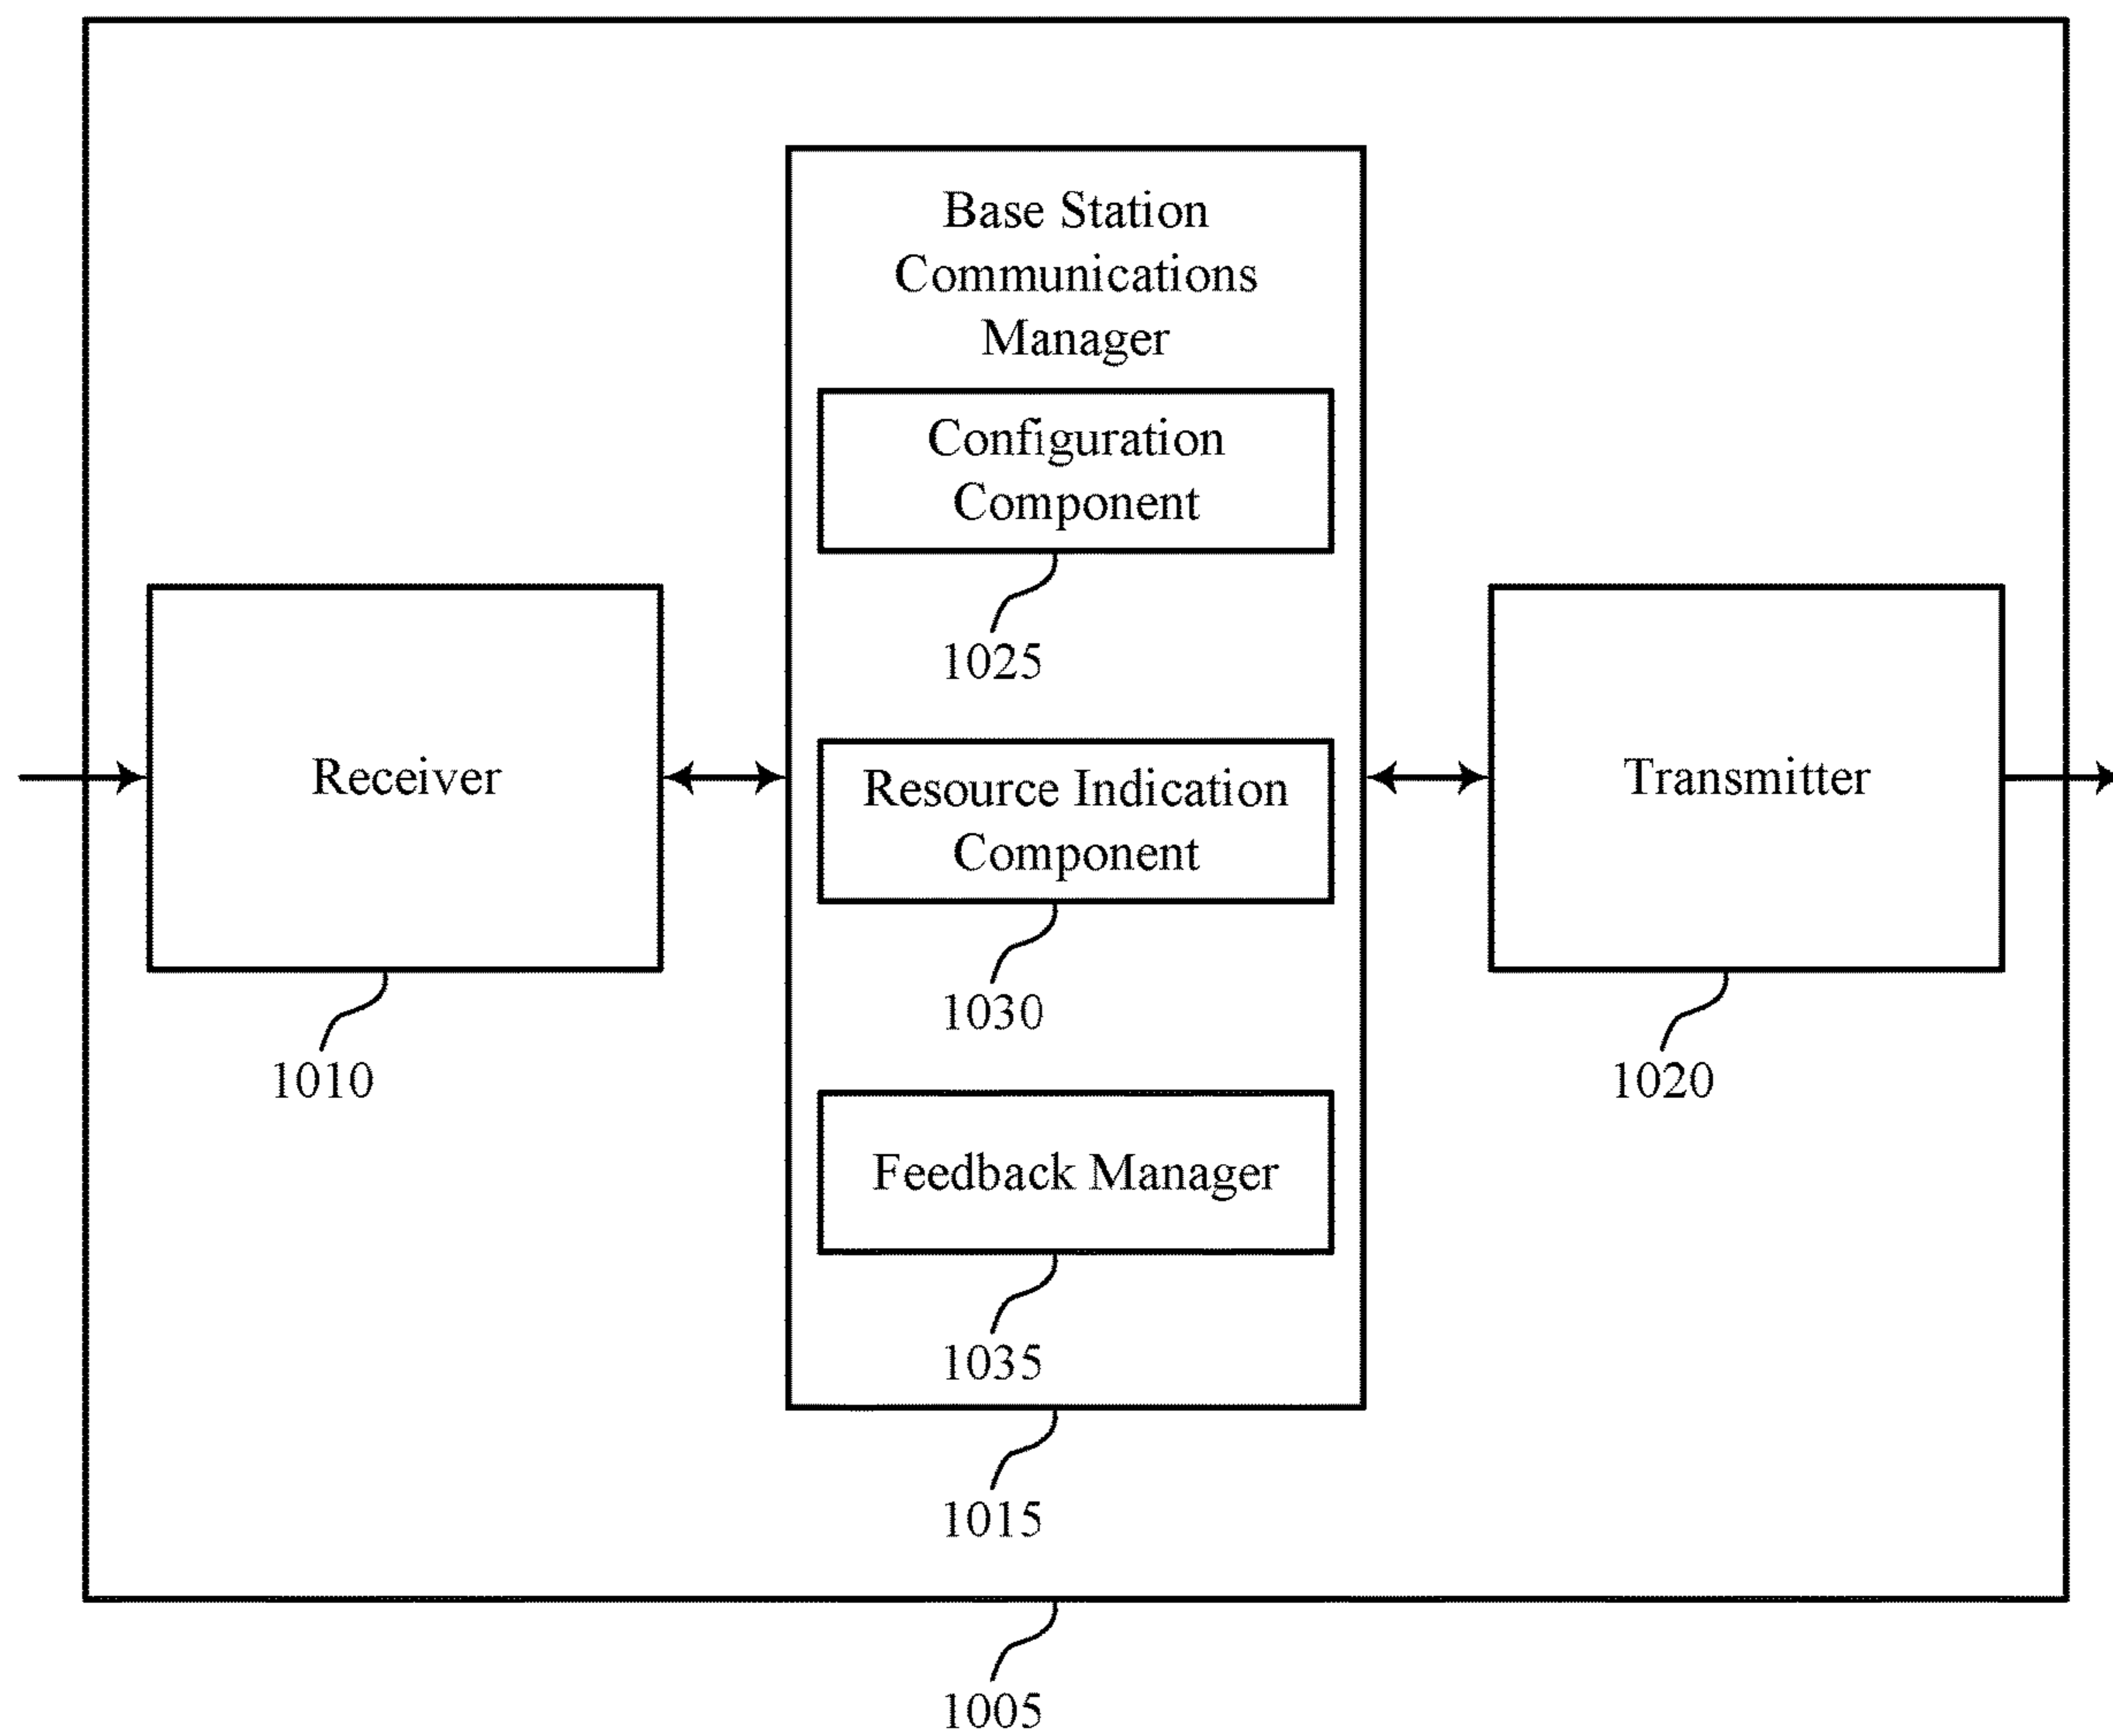 Base Station
Communications
Manager
Configuration
Component
1025
Receiver
1010
Resource Indication
Component
1030
Transmitter
1020
Feedback Manager
1035
1015
1005